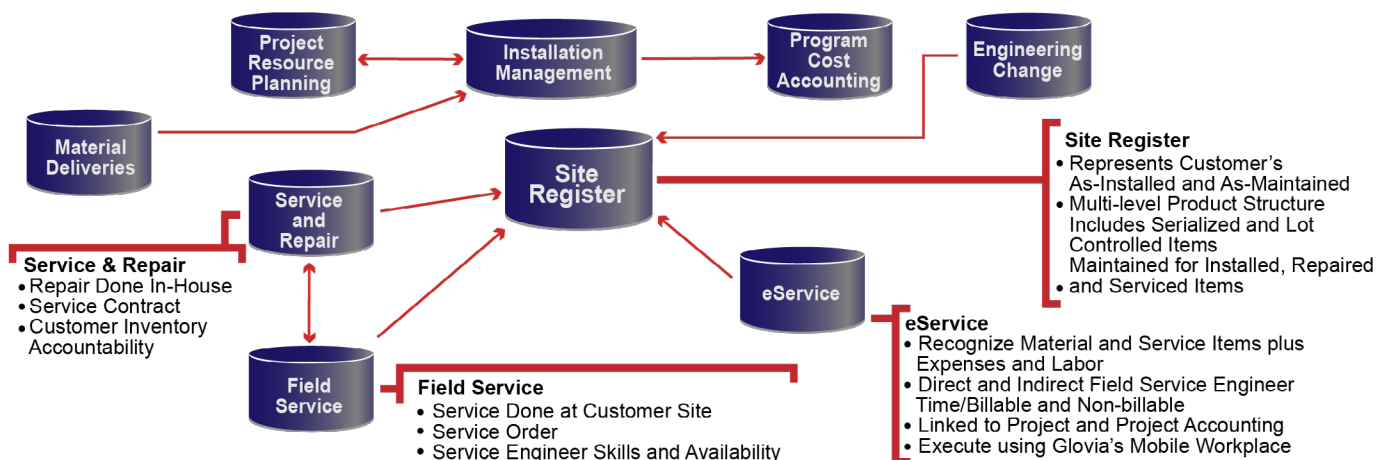 Project
Resource
Planning
Installation
Management
Program
Cost
Accounting
Engineering
Change
Material
Deliveries
Service
and
Repair
Site
Register
eService
Field
Service
Site Register
• Represents Customer’s
As-Installed and As-Maintained
• Multi-level Product Structure
Includes Serialized and Lot
Controlled Items
Maintained for Installed, Repaired
• and Serviced Items
Service & Repair
• Repair Done In-House
• Service Contract
• Customer Inventory
Accountability
Field Service
• Service Done at Customer Site
• Service Order
• Service Engineer Skills and Availability
eService
• Recognize Material and Service Items plus
Expenses and Labor
• Direct and Indirect Field Service Engineer
Time/Billable and Non-billable
• Linked to Project and Project Accounting
• Execute using Glovia’s Mobile Workplace